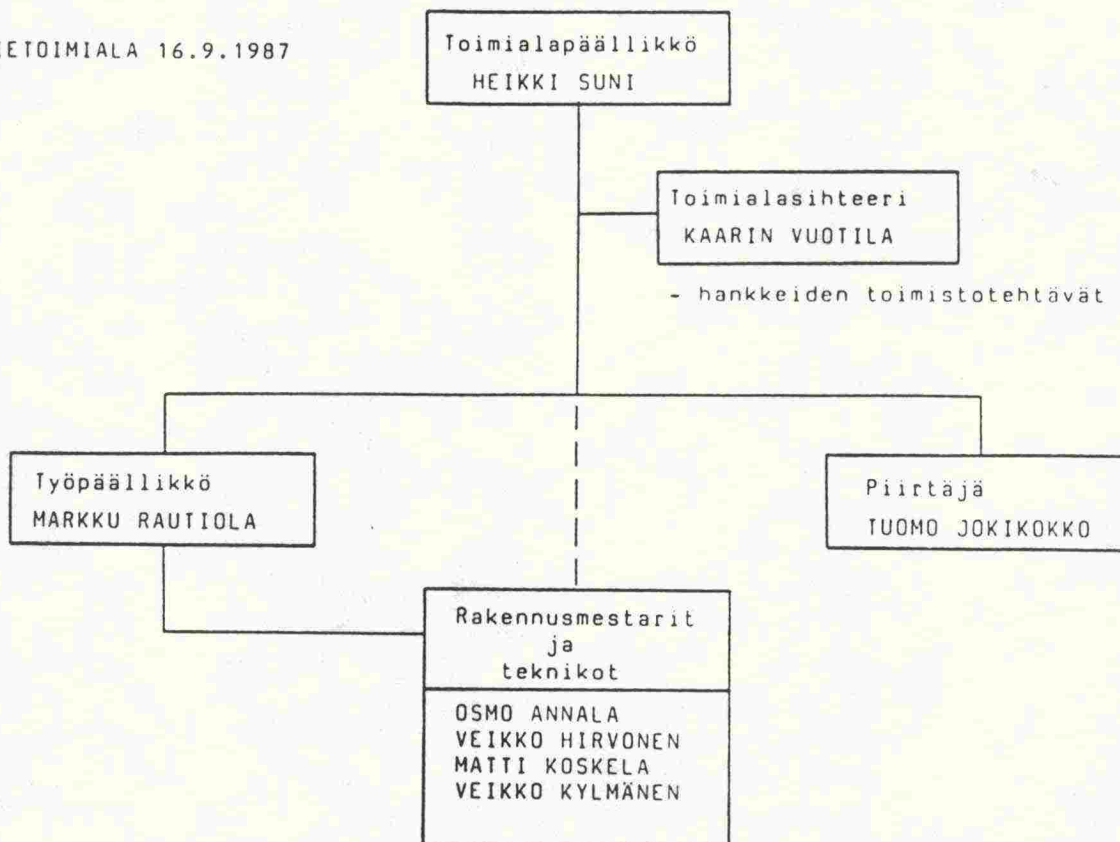 ETOIMIALA 16.9.1987
Toimialapäällikkö
HEIKKI SUNI
Toimialasihteeri
KAARIN VUOTILA
- hankkeiden toimistotehtävät
Työpäällikkö
MARKKU RAUTIOLA
Piirtäjä
TUOMO JOKIKOKKO
Rakennusmestarit
ja
teknikot
OSMO ANNALA
VEIKKO HIRVONEN
MATTI KOSKELA
VEIKKO KYLMÄNEN